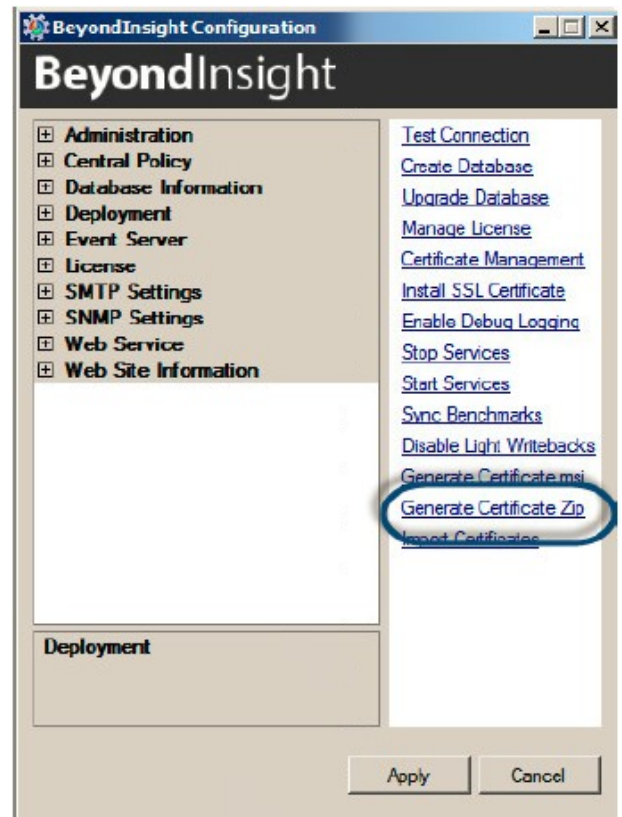 BeyondInsight Configuration
BeyondInsight
Administration
Central Policy
Database Information
Deployment
Event Server
License
SMTP Settings
SNMP Settings
Web Service
Web Site Information
Test Connection
Create Database
Upgrade Database
Manage License
Certificate Management
Install SSL Certificate
Enable Debug Logging
Stop Services
Start Services
Sync Benchmarks
Disable Light Writebacks
Generate Certificate.msi
Generate Certificate Zip
Import Certificates
Deployment
Apply
Cancel